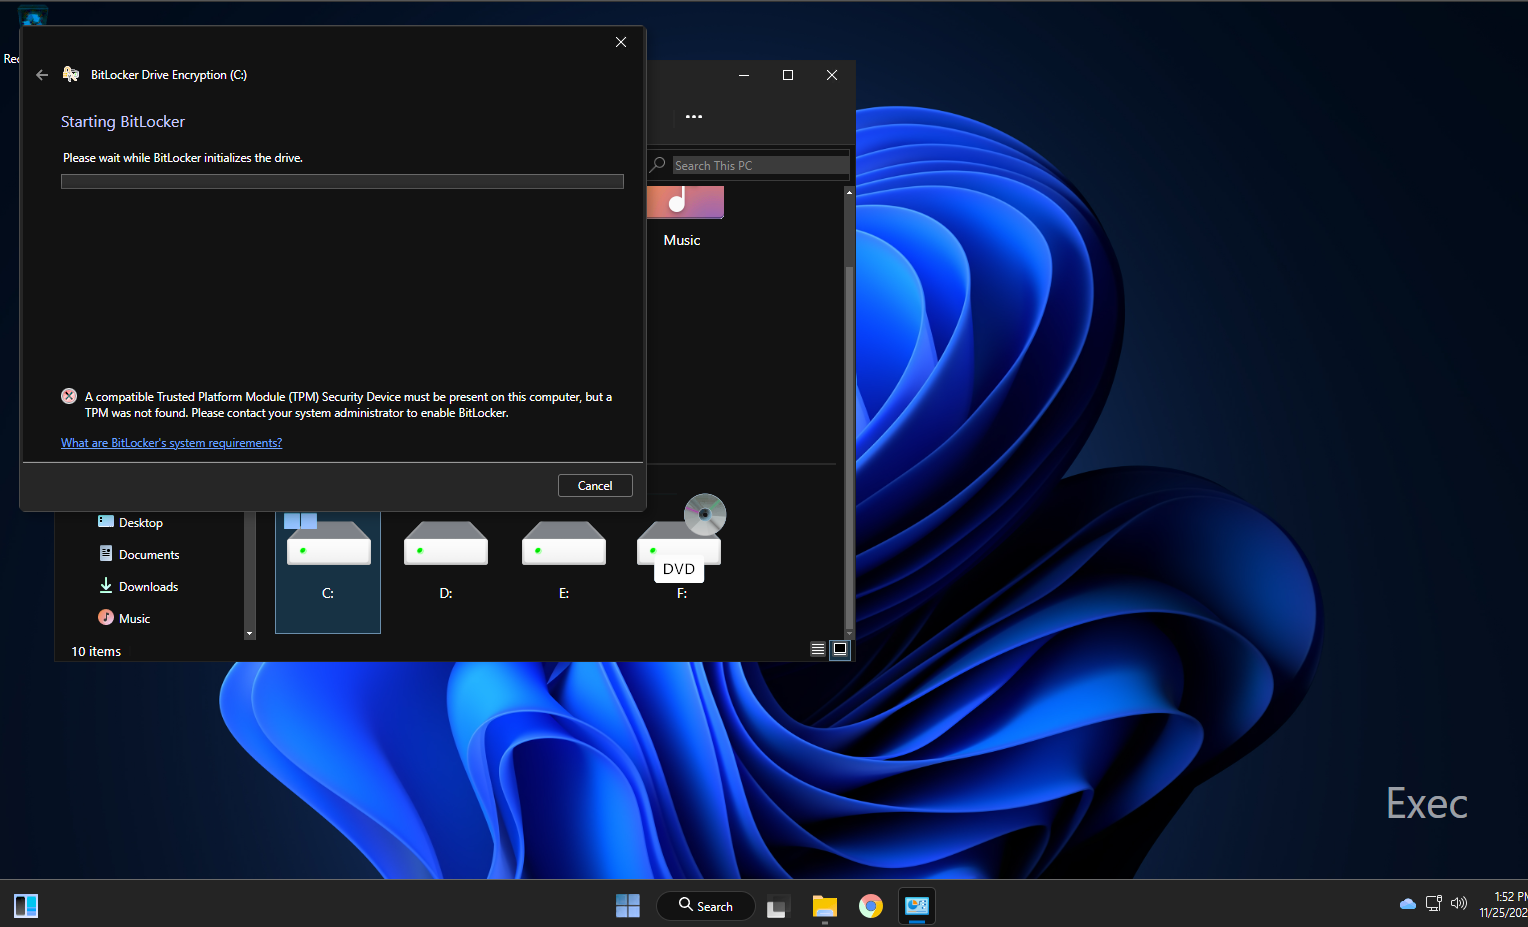 Rec
BitLocker Drive Encryption (C:)
Starting BitLocker
Please wait while BitLocker initializes the drive.
A compatible Trusted Platform Module (TPM) Security Device must be present on this computer, but a
TPM was not found. Please contact your system administrator to enable BitLocker.
What are BitLocker's system requirements?
Cancel
Search This PC
Music
Desktop
Documents
Downloads
Music
C:
D:
E:
DVD
F:
10 items
Exec
Search
1:52 PM
11/25/202